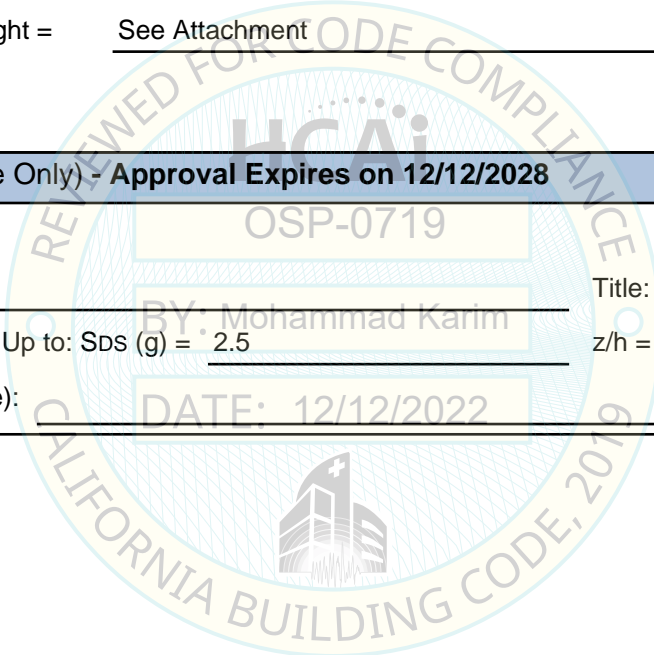 ght = See Attachment
REVIEWED FOR CODE COMPLIANCE
HCAi
e Only) - Approval Expires on 12/12/2028
OSP-0719
Title:
BY: Mohammad Karim
Up to: SDS (g) = 2.5 z/h =
e):
DATE: 12/12/2022
CALIFORNIA BUILDING CODE, 2019